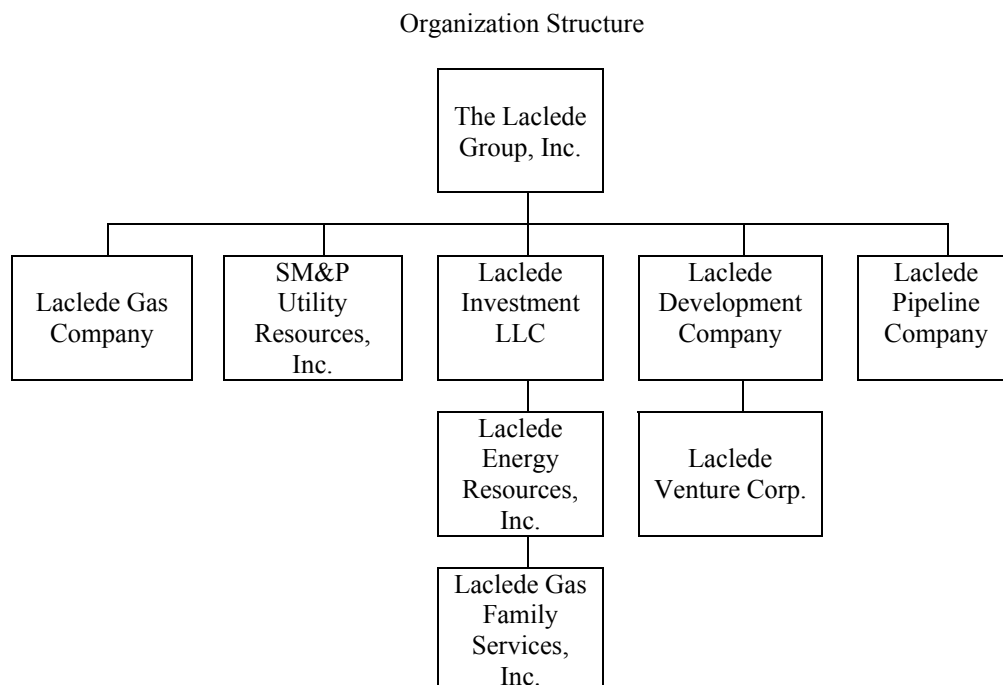 Organization Structure
The Laclede
Group, Inc.
Laclede Gas
Company
SM&P
Utility
Resources,
Inc.
Laclede
Investment
LLC
Laclede
Development
Company
Laclede
Pipeline
Company
Laclede
Energy
Resources,
Inc.
Laclede
Venture Corp.
Laclede Gas
Family
Services,
Inc.